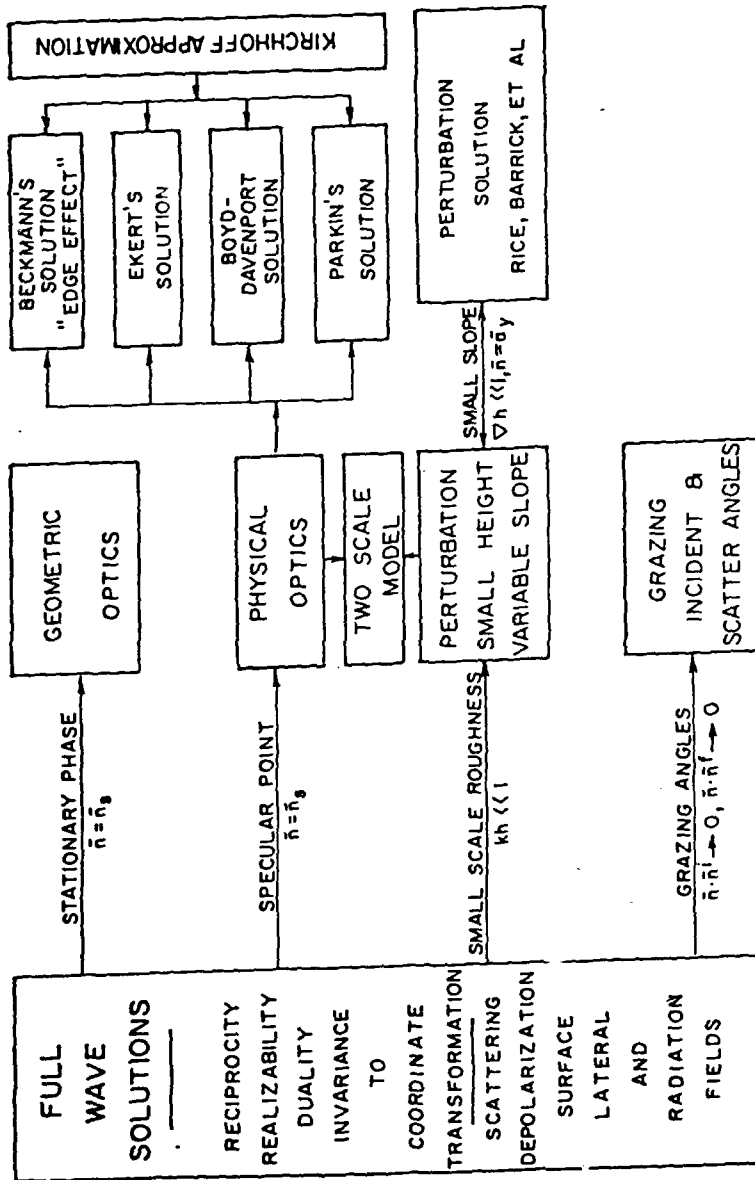 FULL
WAVE
SOLUTIONS
RECIPROCITY
REALIZABILITY
DUALITY
INVARIANCE
TO
COORDINATE
TRANSFORMATION
SCATTERING
DEPOLARIZATION
SURFACE
LATERAL
AND
RADIATION
FIELDS
STATIONARY PHASE
n̄=n̄s
GEOMETRIC
OPTICS
SPECULAR POINT
n̄=n̄s
PHYSICAL
OPTICS
TWO SCALE
MODEL
SMALL SCALE ROUGHNESS
kh<<1
PERTURBATION
SMALL HEIGHT
VARIABLE SLOPE
GRAZING ANGLES
n̄·n̄ⁱ→0, n̄·n̄ᶠ→0
GRAZING
INCIDENT &
SCATTER ANGLES
BECKMANN'S
SOLUTION
"EDGE EFFECT"
EKERT'S
SOLUTION
BOYD-
DAVENPORT
SOLUTION
PARKIN'S
SOLUTION
KIRCHHOFF APPROXIMATION
SMALL SLOPE
∇h<<1, n̄=āy
PERTURBATION
SOLUTION
RICE, BARRICK, ET AL